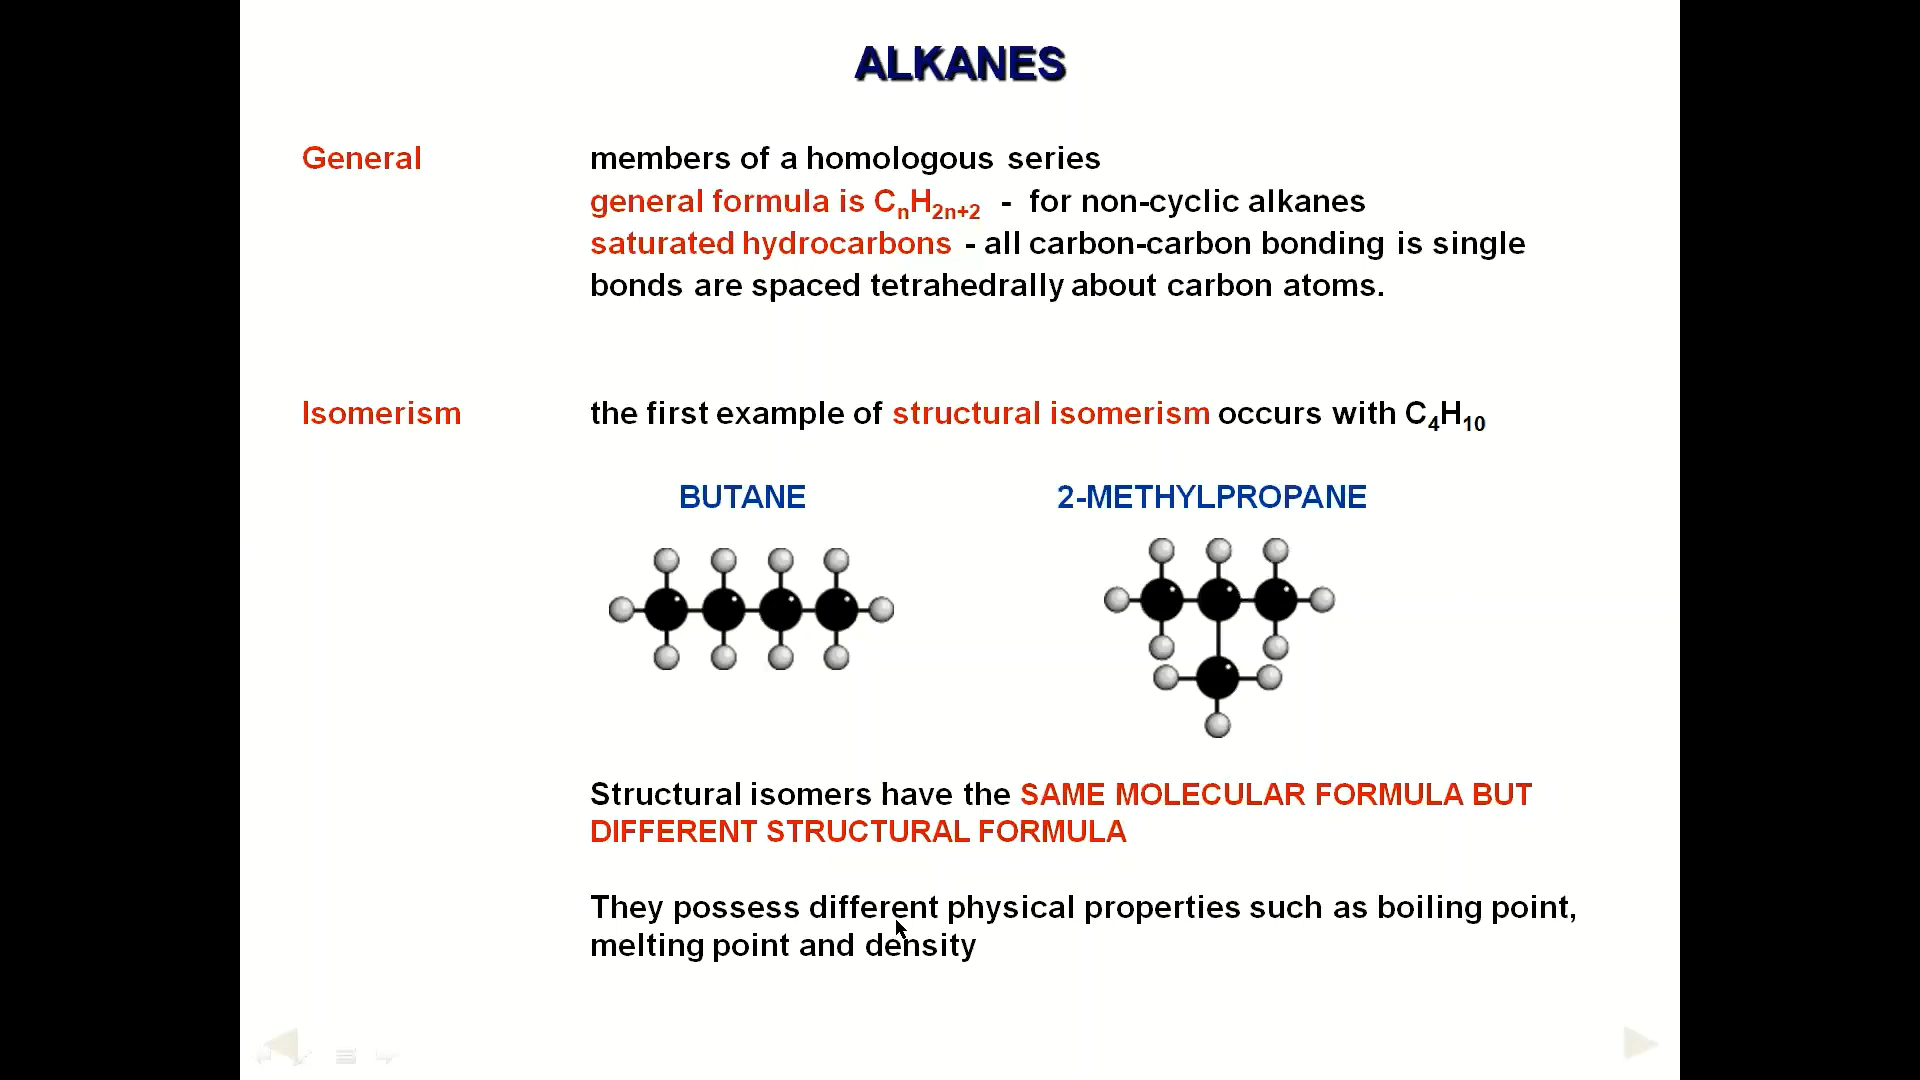 ALKANES
General
members of a homologous series
general formula is CnH2n+2 - for non-cyclic alkanes
saturated hydrocarbons - all carbon-carbon bonding is single
bonds are spaced tetrahedrally about carbon atoms.
Isomerism
the first example of structural isomerism occurs with C4H10
BUTANE
2-METHYLPROPANE
Structural isomers have the SAME MOLECULAR FORMULA BUT
DIFFERENT STRUCTURAL FORMULA
They possess different physical properties such as boiling point,
melting point and density